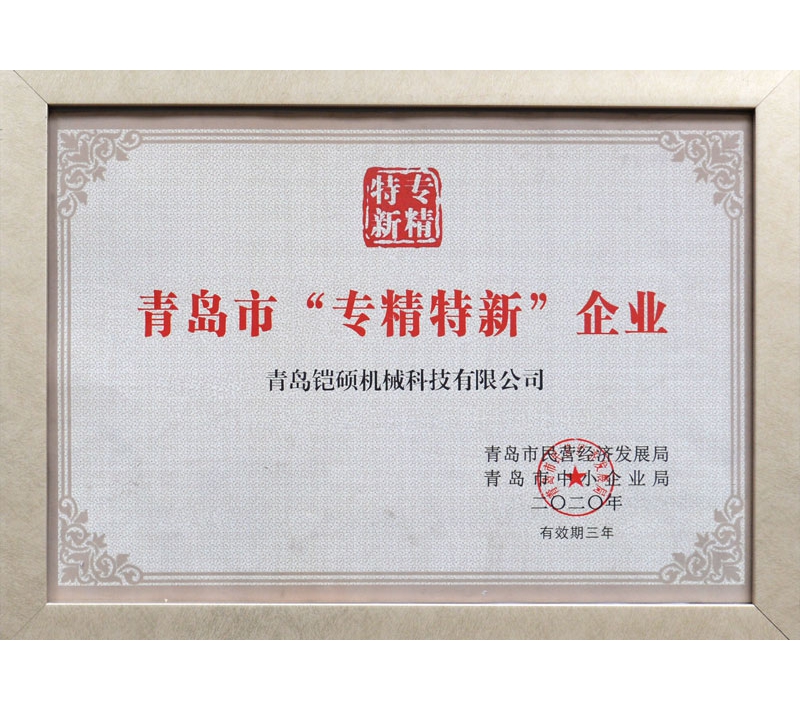 专精
特新
青岛市“专精特新”企业
青岛铠硕机械科技有限公司
青岛市民营经济发展局
青岛市中小企业局
二〇二〇年
有效期三年